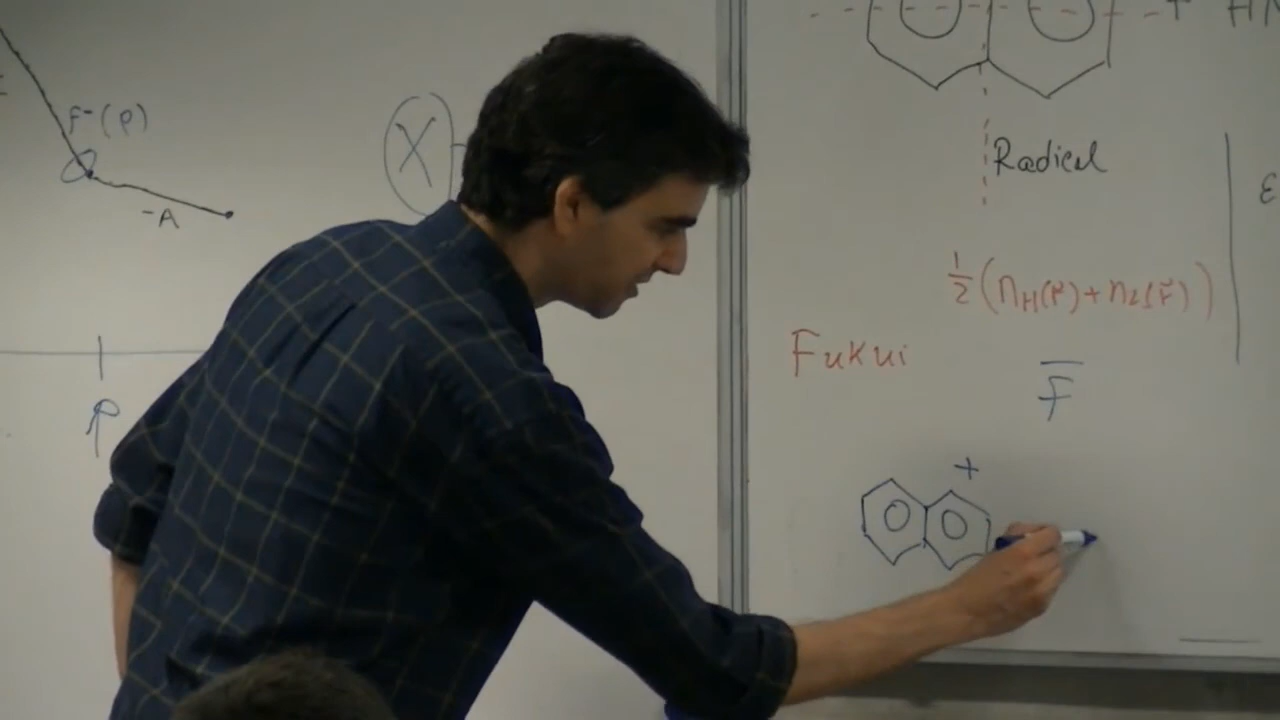 F⁻(ρ)
-A
X
+
Radical
½(n_H(r⃗)+n_L(r⃗))
Fukui
F̅
+